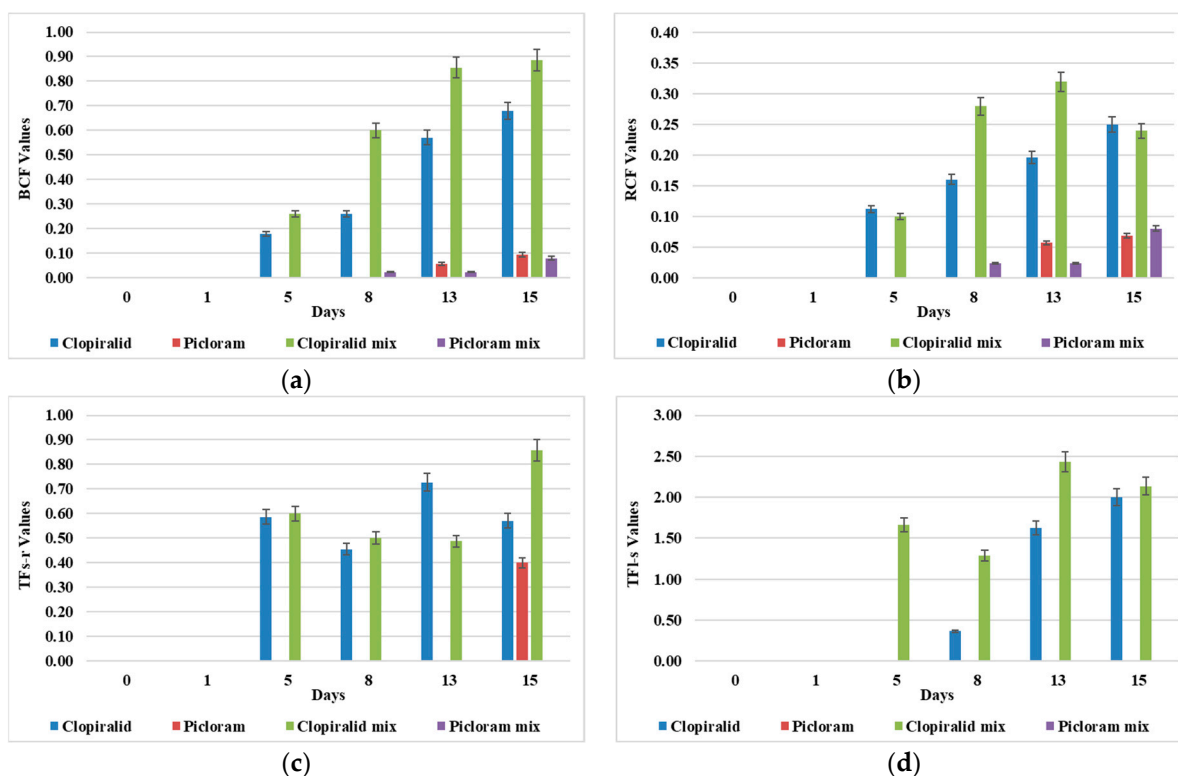 1.00
0.90
0.80
0.70
0.60
0.50
0.40
0.30
0.20
0.10
0.00
BCF Values
0 1 5 8 13 15
Days
Clopiralid Picloram Clopiralid mix Picloram mix
(a)
0.40
0.35
0.30
0.25
0.20
0.15
0.10
0.05
0.00
RCF Values
0 1 5 8 13 15
Days
Clopiralid Picloram Clopiralid mix Picloram mix
(b)
1.00
0.90
0.80
0.70
0.60
0.50
0.40
0.30
0.20
0.10
0.00
TFs-r Values
0 1 5 8 13 15
Days
Clopiralid Picloram Clopiralid mix Picloram mix
(c)
3.00
2.50
2.00
1.50
1.00
0.50
0.00
TFl-s Values
0 1 5 8 13 15
Days
Clopiralid Picloram Clopiralid mix Picloram mix
(d)